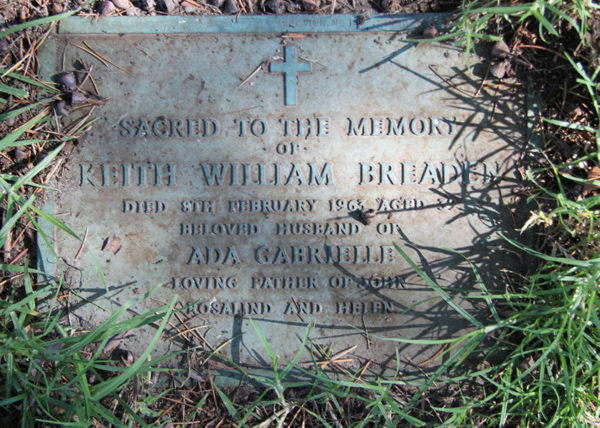 SACRED TO THE MEMORY
OF
KEITH WILLIAM BREADEN
DIED 8TH FEBRUARY 1963 AGED
BELOVED HUSBAND OF
ADA GABRIELLE
LOVING FATHER OF JOHN
ROSALIND AND HELEN